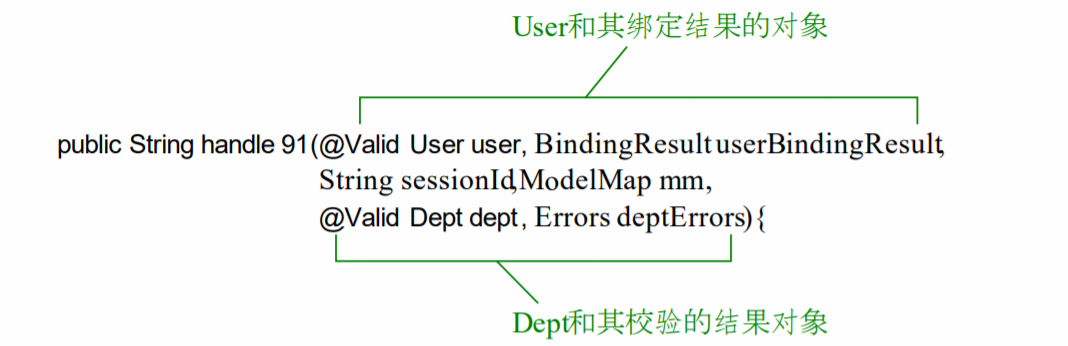 User和其绑定结果的对象
public String handle 91(@Valid User user, BindingResult userBindingResult,
String sessionId,ModelMap mm,
@Valid Dept dept, Errors deptErrors){
Dept和其校验的结果对象